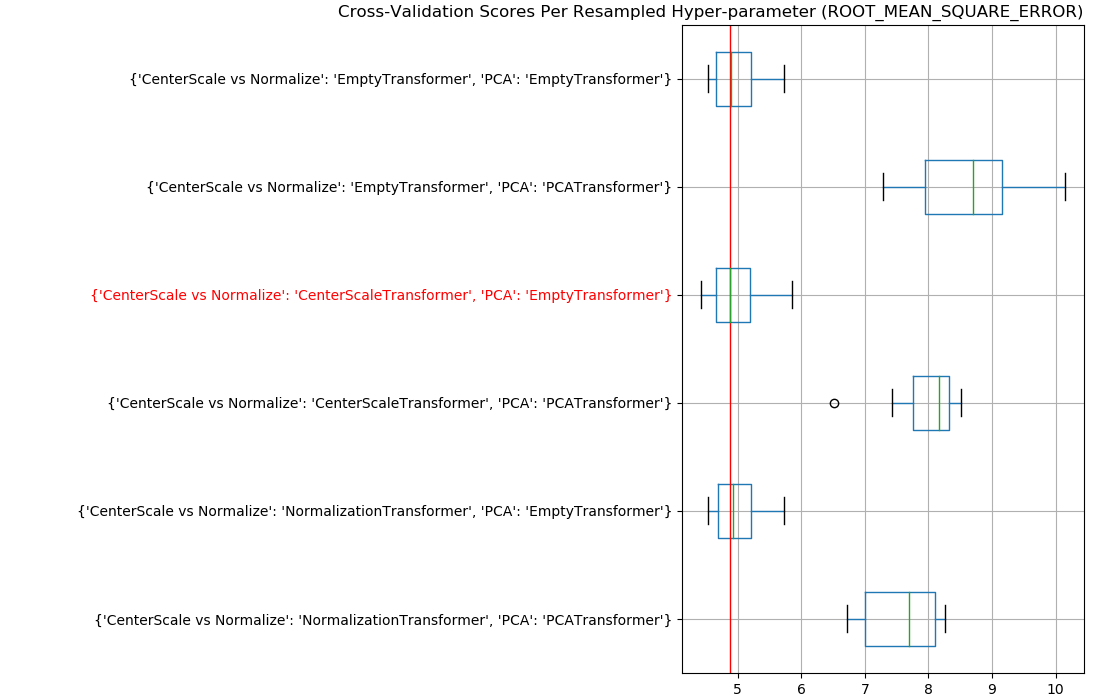 Cross-Validation Scores Per Resampled Hyper-parameter (ROOT_MEAN_SQUARE_ERROR)
{'CenterScale vs Normalize': 'EmptyTransformer', 'PCA': 'EmptyTransformer'}
{'CenterScale vs Normalize': 'EmptyTransformer', 'PCA': 'PCATransformer'}
{'CenterScale vs Normalize': 'CenterScaleTransformer', 'PCA': 'EmptyTransformer'}
{'CenterScale vs Normalize': 'CenterScaleTransformer', 'PCA': 'PCATransformer'}
{'CenterScale vs Normalize': 'NormalizationTransformer', 'PCA': 'EmptyTransformer'}
{'CenterScale vs Normalize': 'NormalizationTransformer', 'PCA': 'PCATransformer'}
5 6 7 8 9 10